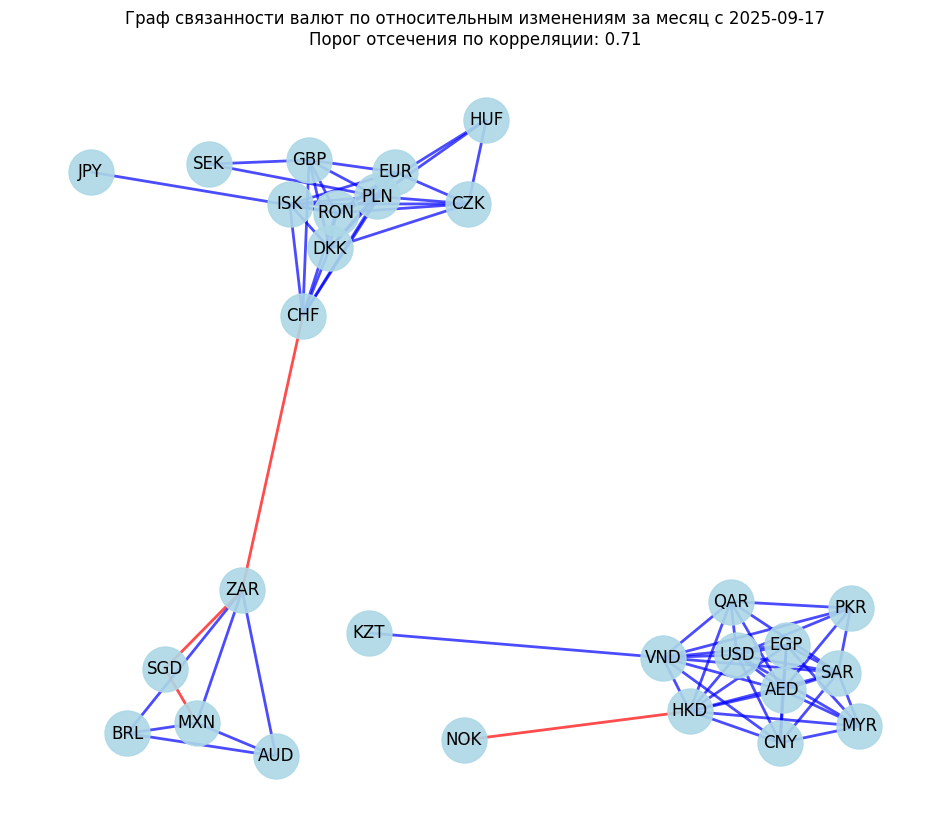 Граф связанности валют по относительным изменениям за месяц с 2025-09-17
Порог отсечения по корреляции: 0.71
HUF
JPY
SEK
GBP
EUR
ISK
RON
PLN
CZK
DKK
CHF
ZAR
SGD
BRL
MXN
AUD
KZT
NOK
QAR
PKR
VND
USD
EGP
SAR
AED
HKD
CNY
MYR